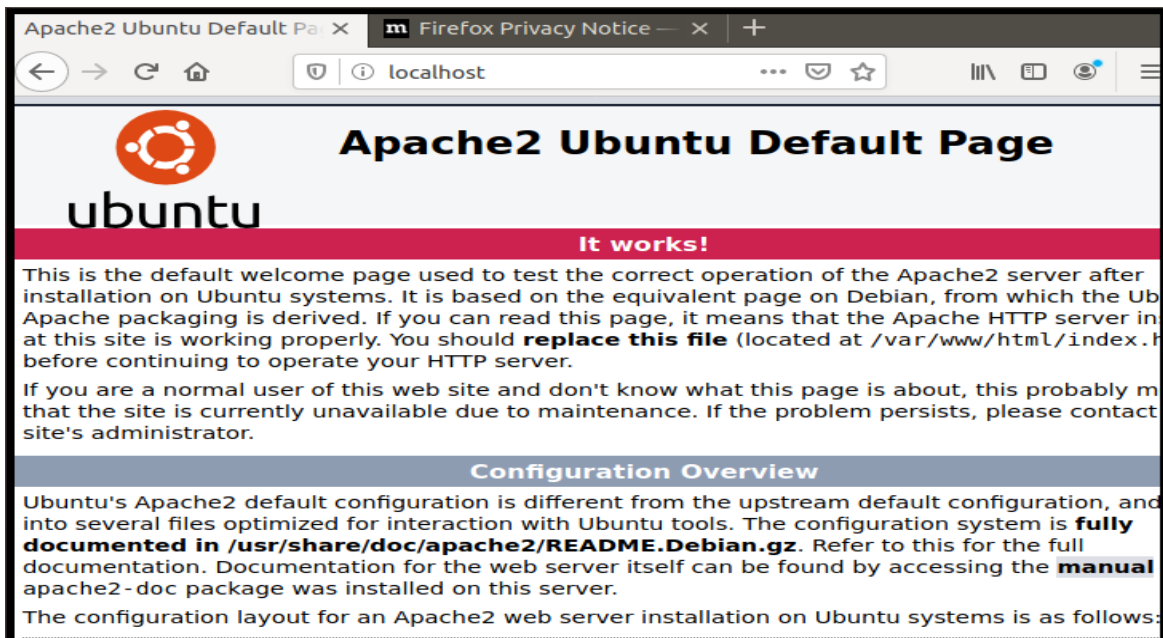 Apache2 Ubuntu Default Pa
m Firefox Privacy Notice —
localhost
ubuntu
Apache2 Ubuntu Default Page
It works!
This is the default welcome page used to test the correct operation of the Apache2 server after
installation on Ubuntu systems. It is based on the equivalent page on Debian, from which the Ub
Apache packaging is derived. If you can read this page, it means that the Apache HTTP server in
at this site is working properly. You should replace this file (located at /var/www/html/index.h
before continuing to operate your HTTP server.
If you are a normal user of this web site and don't know what this page is about, this probably m
that the site is currently unavailable due to maintenance. If the problem persists, please contact
site's administrator.
Configuration Overview
Ubuntu's Apache2 default configuration is different from the upstream default configuration, and
into several files optimized for interaction with Ubuntu tools. The configuration system is fully
documented in /usr/share/doc/apache2/README.Debian.gz. Refer to this for the full
documentation. Documentation for the web server itself can be found by accessing the manual
apache2-doc package was installed on this server.
The configuration layout for an Apache2 web server installation on Ubuntu systems is as follows: